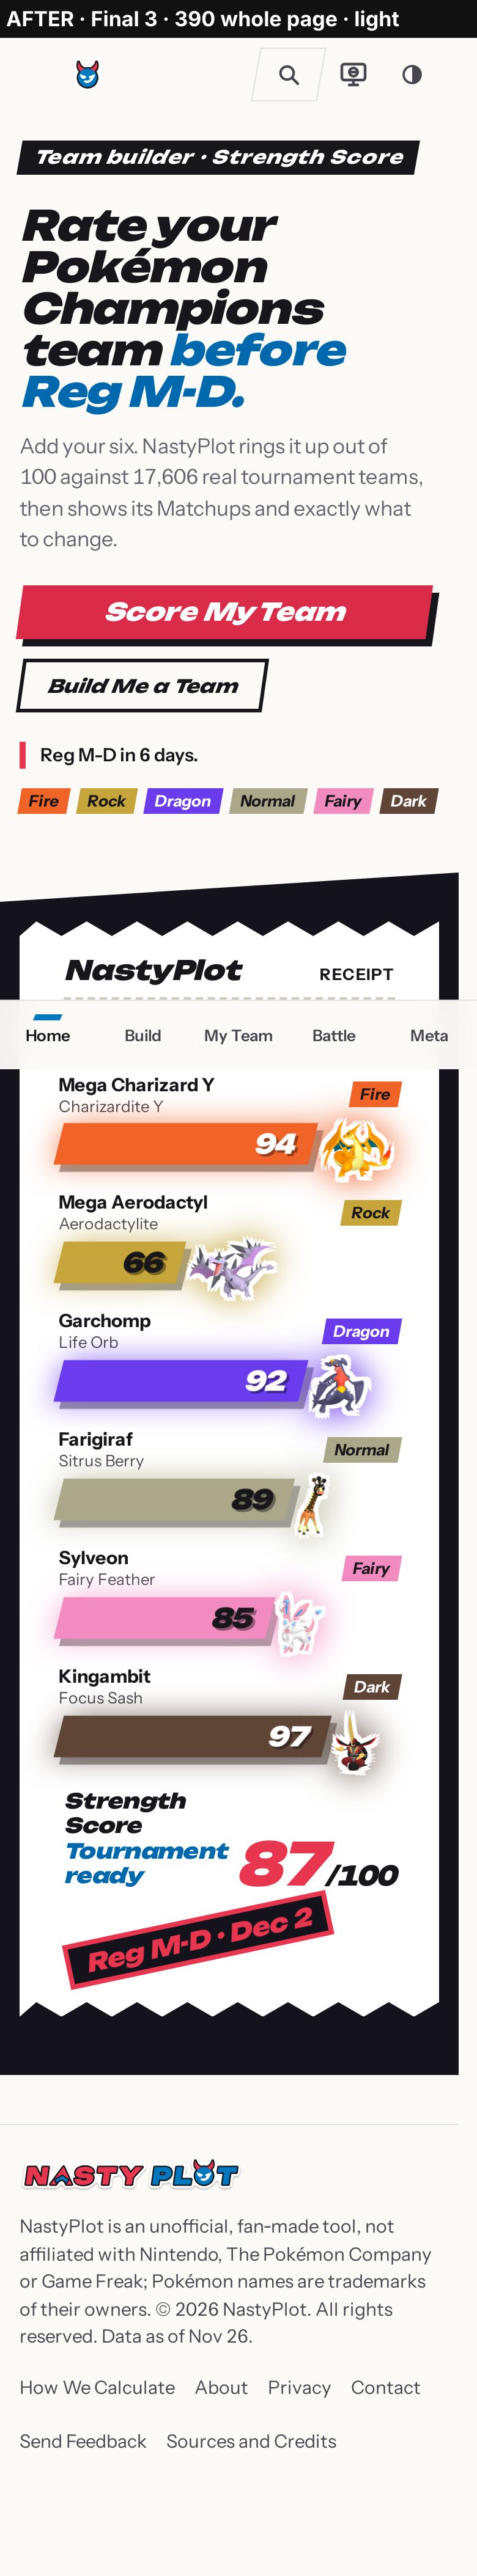 AFTER · Final 3 · 390 whole page · light
Team builder · Strength Score
Rate your
Pokémon
Champions
team before
Reg M-D.
Add your six. NastyPlot rings it up out of
100 against 17,606 real tournament teams,
then shows its Matchups and exactly what
to change.
Score My Team
Build Me a Team
Reg M-D in 6 days.
Fire Rock Dragon Normal Fairy Dark
NastyPlot RECEIPT
Home Build My Team Battle Meta
Mega Charizard Y
Charizardite Y
Fire
94
Mega Aerodactyl
Aerodactylite
Rock
66
Garchomp
Life Orb
Dragon
92
Farigiraf
Sitrus Berry
Normal
89
Sylveon
Fairy Feather
Fairy
85
Kingambit
Focus Sash
Dark
97
Strength
Score
Tournament
ready
87/100
Reg M-D · Dec 2
NASTY PLOT
NastyPlot is an unofficial, fan-made tool, not
affiliated with Nintendo, The Pokémon Company
or Game Freak; Pokémon names are trademarks
of their owners. © 2026 NastyPlot. All rights
reserved. Data as of Nov 26.
How We Calculate About Privacy Contact
Send Feedback Sources and Credits